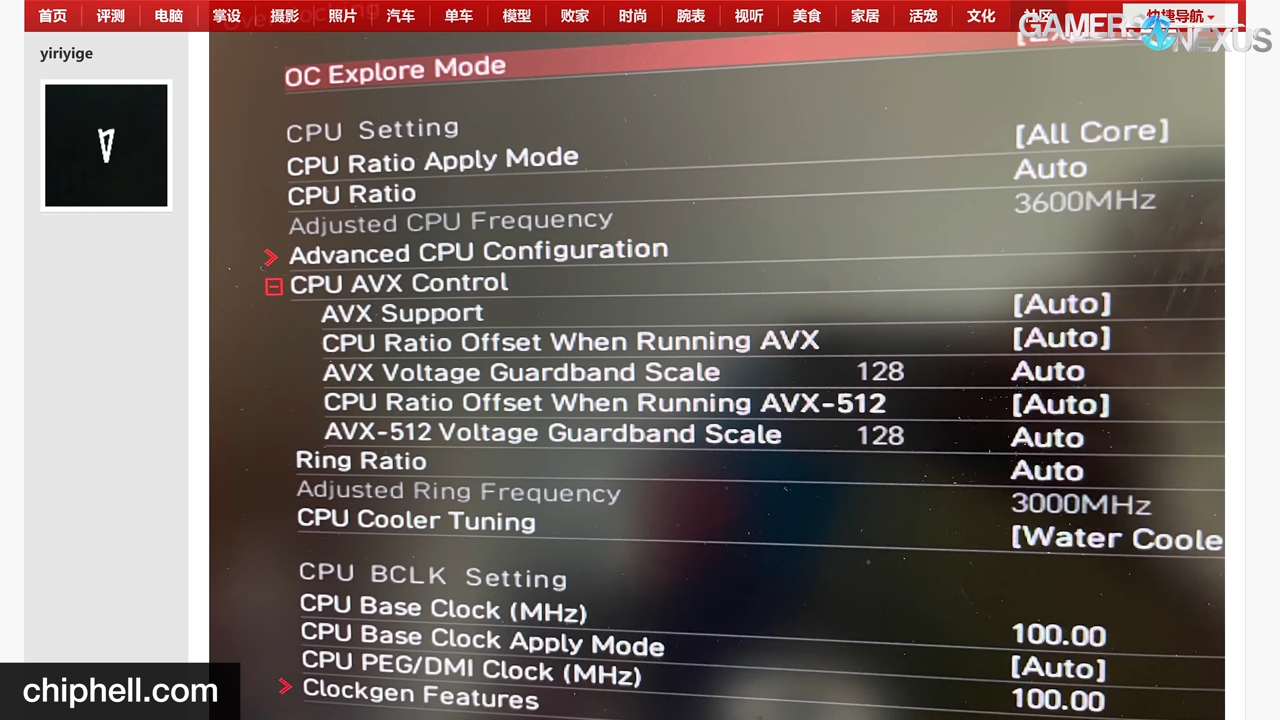 首页 评测 电脑 掌设 摄影 照片 汽车 单车 模型 败家 时尚 腕表 视听 美食 家居 活宠 文化 社区 快捷导航
GAMERS NEXUS
yiriyige
OC Explore Mode
CPU Setting
CPU Ratio Apply Mode [All Core]
CPU Ratio Auto
Adjusted CPU Frequency 3600MHz
Advanced CPU Configuration
CPU AVX Control
AVX Support [Auto]
CPU Ratio Offset When Running AVX [Auto]
AVX Voltage Guardband Scale 128 Auto
CPU Ratio Offset When Running AVX-512 [Auto]
AVX-512 Voltage Guardband Scale 128 Auto
Ring Ratio Auto
Adjusted Ring Frequency 3000MHz
CPU Cooler Tuning [Water Coole
CPU BCLK Setting
CPU Base Clock (MHz) 100.00
CPU Base Clock Apply Mode [Auto]
CPU PEG/DMI Clock (MHz) 100.00
Clockgen Features
chiphell.com